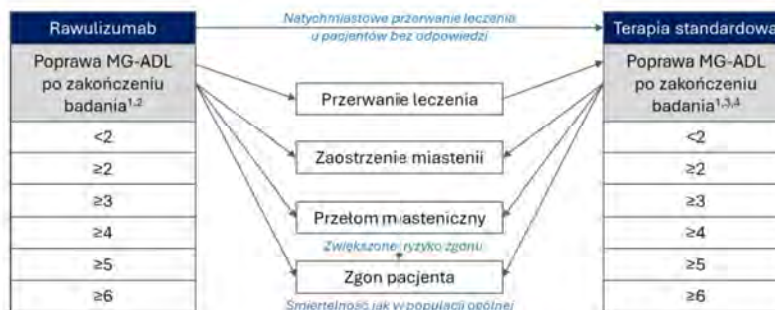 Rawulizumab
Natychmiastowe przerwanie leczenia
u pacjentów bez odpowiedzi
Terapia standardowa
Poprawa MG-ADL
po zakończeniu
badania1,2
Poprawa MG-ADL
po zakończeniu
badania1,3,4
Przerwanie leczenia
<2
<2
Zaostrzenie miastenii
≥2
≥2
≥3
≥3
Przełom miasteniczny
≥4
≥4
Zwiększone ryzyko zgonu
≥5
≥5
Zgon pacjenta
≥6
≥6
Śmiertelność jak w populacji ogólnej